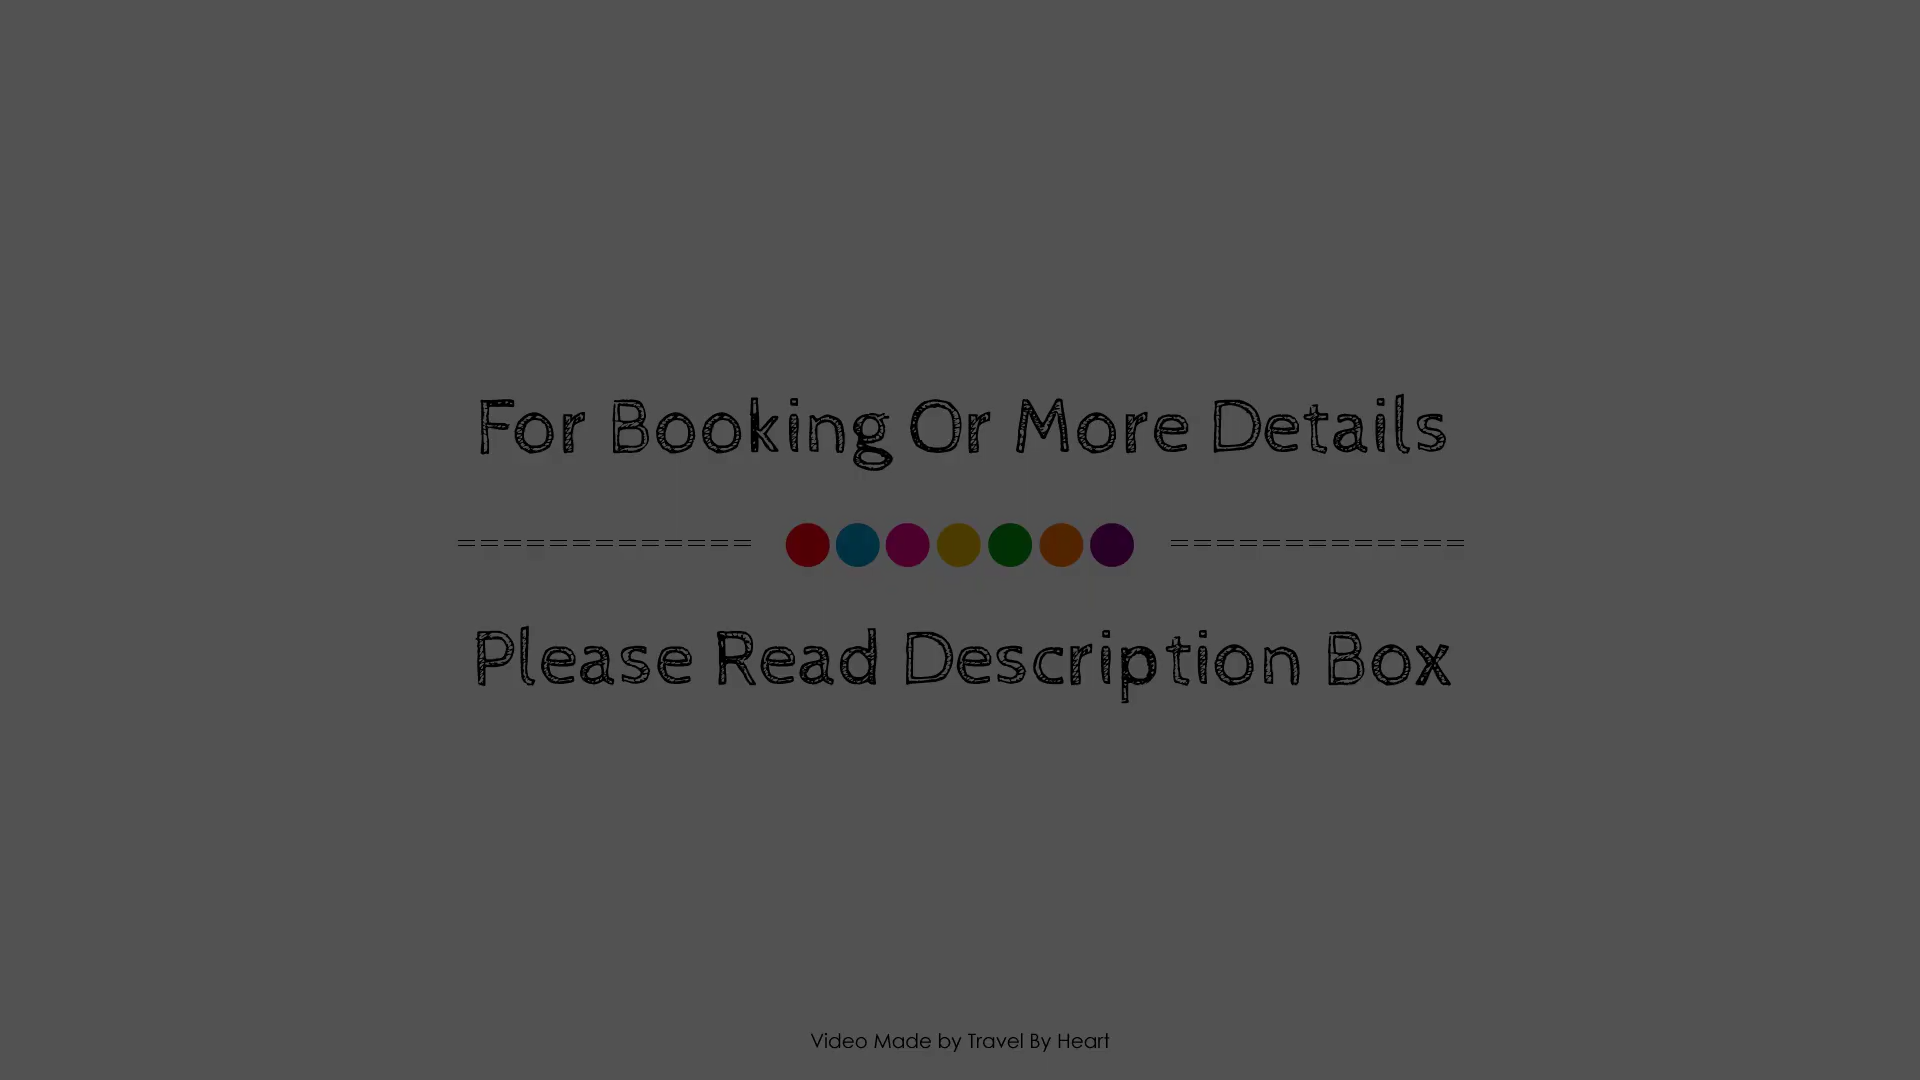 For Booking Or More Details
============= =============
Please Read Description Box
Video Made by Travel By Heart